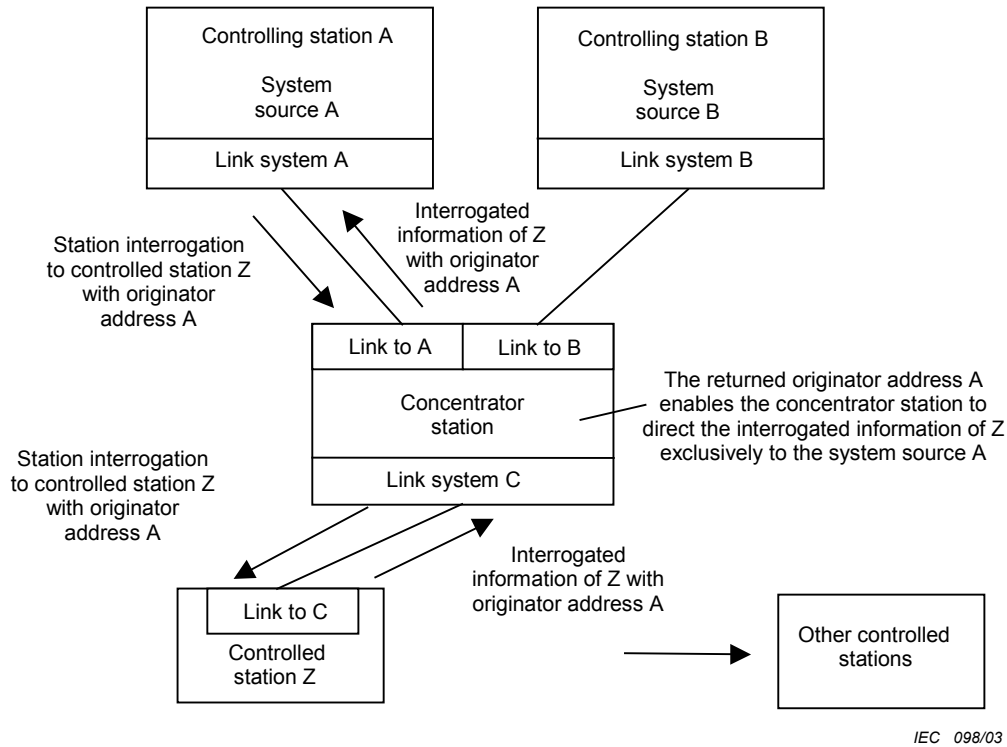 Controlling station A
System
source A
Link system A
Controlling station B
System
source B
Link system B
Station interrogation
to controlled station Z
with originator
address A
Interrogated
information of Z
with originator
address A
Link to A
Link to B
Concentrator
station
Link system C
The returned originator address A
enables the concentrator station to
direct the interrogated information of Z
exclusively to the system source A
Station interrogation
to controlled station Z
with originator
address A
Interrogated
information of Z with
originator address A
Link to C
Controlled
station Z
Other controlled
stations
IEC 098/03